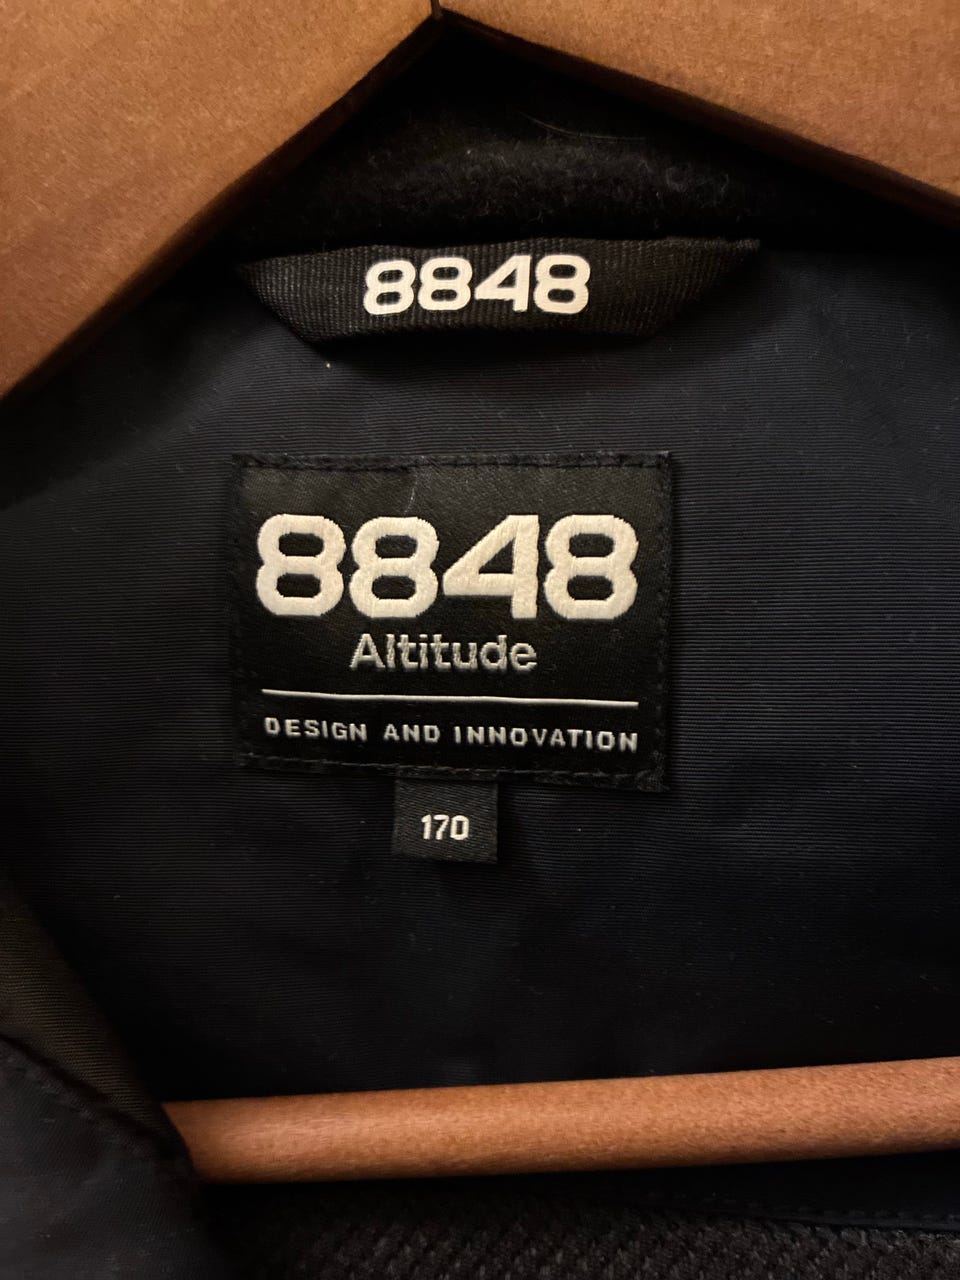 8848
8848
Altitude
DESIGN AND INNOVATION
170